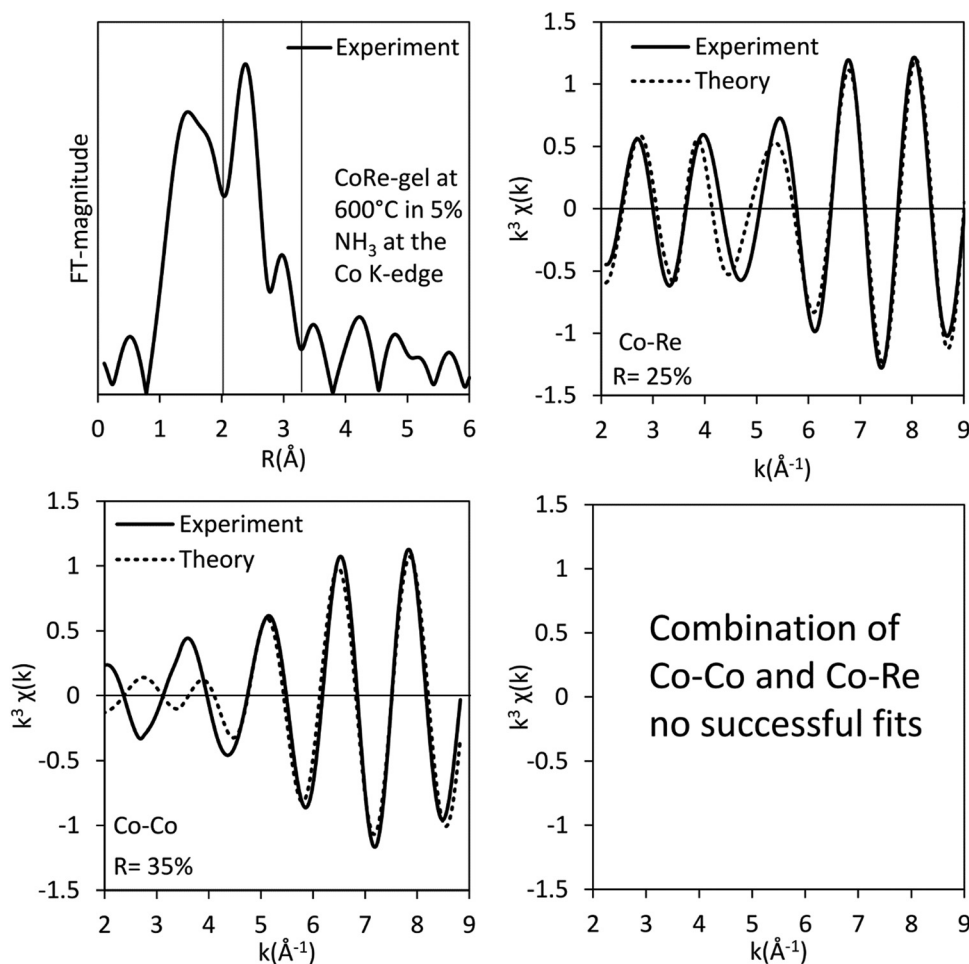 FT-magnitude
Experiment
CoRe-gel at
600°C in 5%
NH3 at the
Co K-edge
0 1 2 3 4 5 6
R(Å)
k3 χ(k)
1.5
1
0.5
0
-0.5
-1
-1.5
Experiment
Theory
Co-Re
R= 25%
2 3 4 5 6 7 8 9
k(Å-1)
k3 χ(k)
1.5
1
0.5
0
-0.5
-1
-1.5
Experiment
Theory
Co-Co
R= 35%
2 3 4 5 6 7 8 9
k(Å-1)
k3 χ(k)
1.5
1
0.5
0
-0.5
-1
-1.5
Combination of
Co-Co and Co-Re
no successful fits
2 3 4 5 6 7 8 9
k(Å-1)